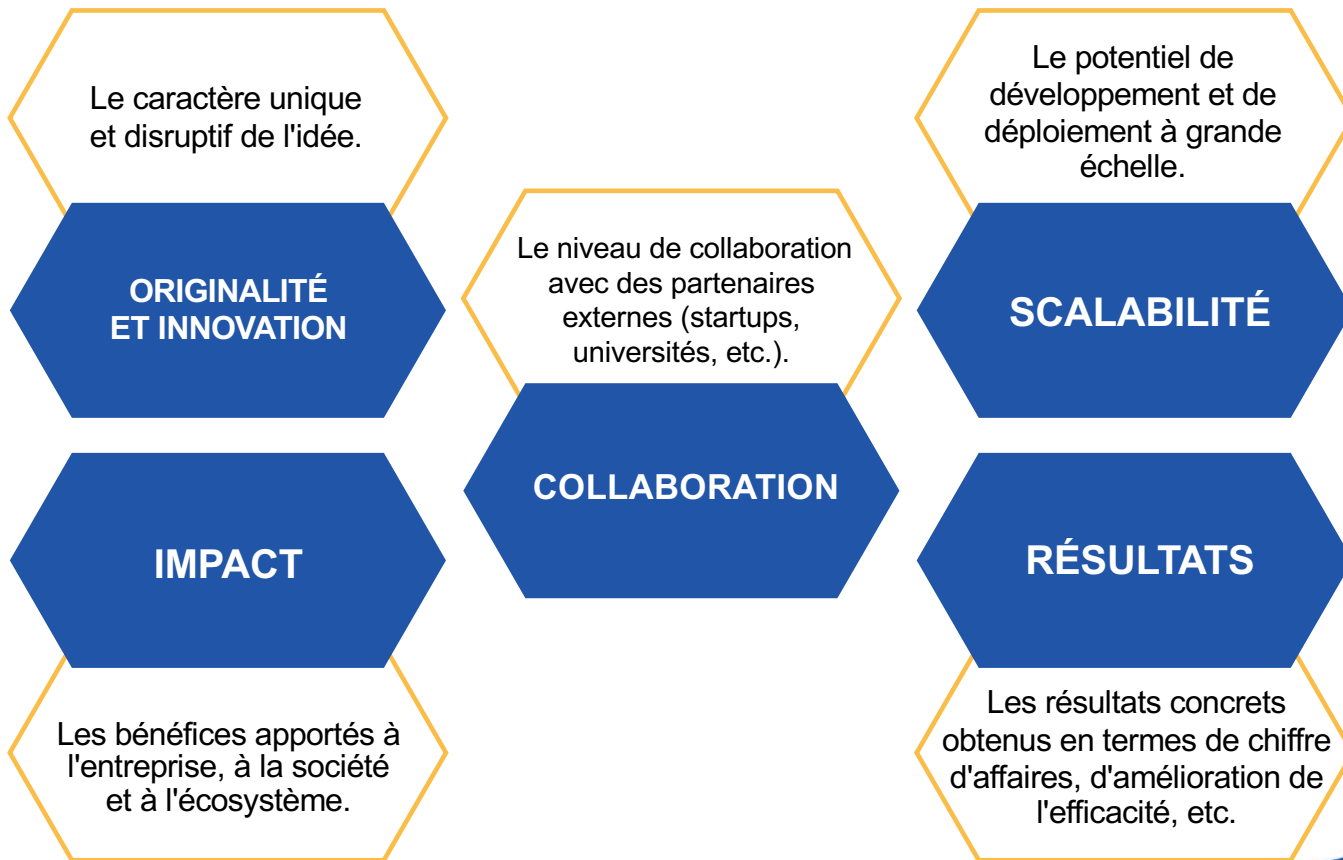 Le caractère unique
et disruptif de l'idée.
ORIGINALITÉ
ET INNOVATION
IMPACT
Les bénéfices apportés à
l'entreprise, à la société
et à l'écosystème.
Le niveau de collaboration
avec des partenaires
externes (startups,
universités, etc.).
COLLABORATION
Le potentiel de
développement et de
déploiement à grande
échelle.
SCALABILITÉ
RÉSULTATS
Les résultats concrets
obtenus en termes de chiffre
d'affaires, d'amélioration de
l'efficacité, etc.